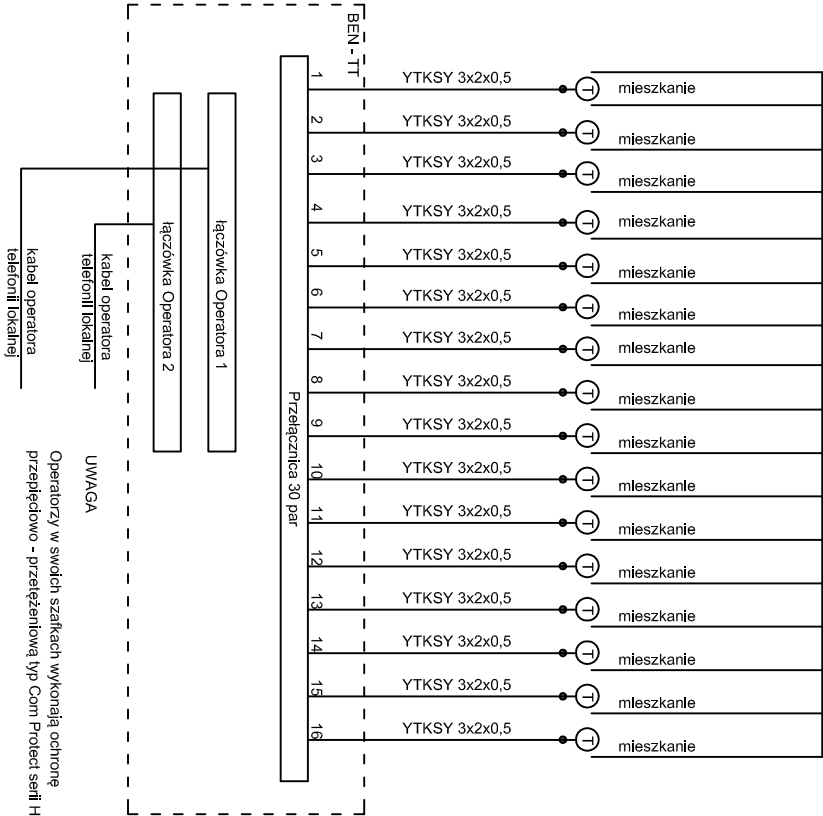 BEN - TT
1
YTKSY 3x2x0,5
T
mieszkanie
2
YTKSY 3x2x0,5
T
mieszkanie
3
YTKSY 3x2x0,5
T
mieszkanie
4
YTKSY 3x2x0,5
T
mieszkanie
5
YTKSY 3x2x0,5
T
mieszkanie
6
YTKSY 3x2x0,5
T
mieszkanie
7
YTKSY 3x2x0,5
T
mieszkanie
8
YTKSY 3x2x0,5
T
mieszkanie
9
YTKSY 3x2x0,5
T
mieszkanie
10
YTKSY 3x2x0,5
T
mieszkanie
11
YTKSY 3x2x0,5
T
mieszkanie
12
YTKSY 3x2x0,5
T
mieszkanie
13
YTKSY 3x2x0,5
T
mieszkanie
14
YTKSY 3x2x0,5
T
mieszkanie
15
YTKSY 3x2x0,5
T
mieszkanie
16
YTKSY 3x2x0,5
T
mieszkanie
Przełącznica 30 par
łączówka Operatora 1
łączówka Operatora 2
kabel operatora
telefonii lokalnej
kabel operatora
telefonii lokalnej
UWAGA
Operatorzy w swoich szafkach wykonają ochronę
przepięciowo - przetężeniową typ Com Protect serii H